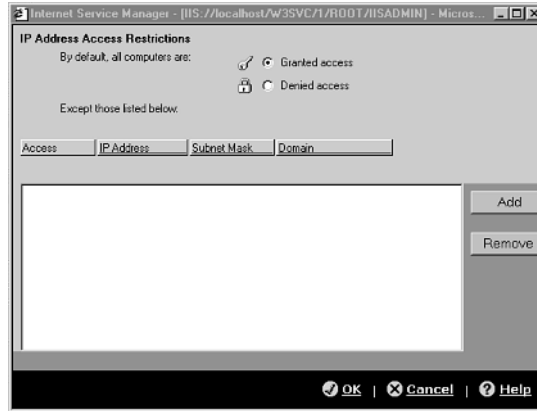 Internet Service Manager - [IIS://localhost/W3SVC/1/ROOT/IISADMIN] - Micros...
IP Address Access Restrictions
By default, all computers are:
Granted access
Denied access
Except those listed below:
Access IP Address Subnet Mask Domain
Add
Remove
OK | Cancel | Help